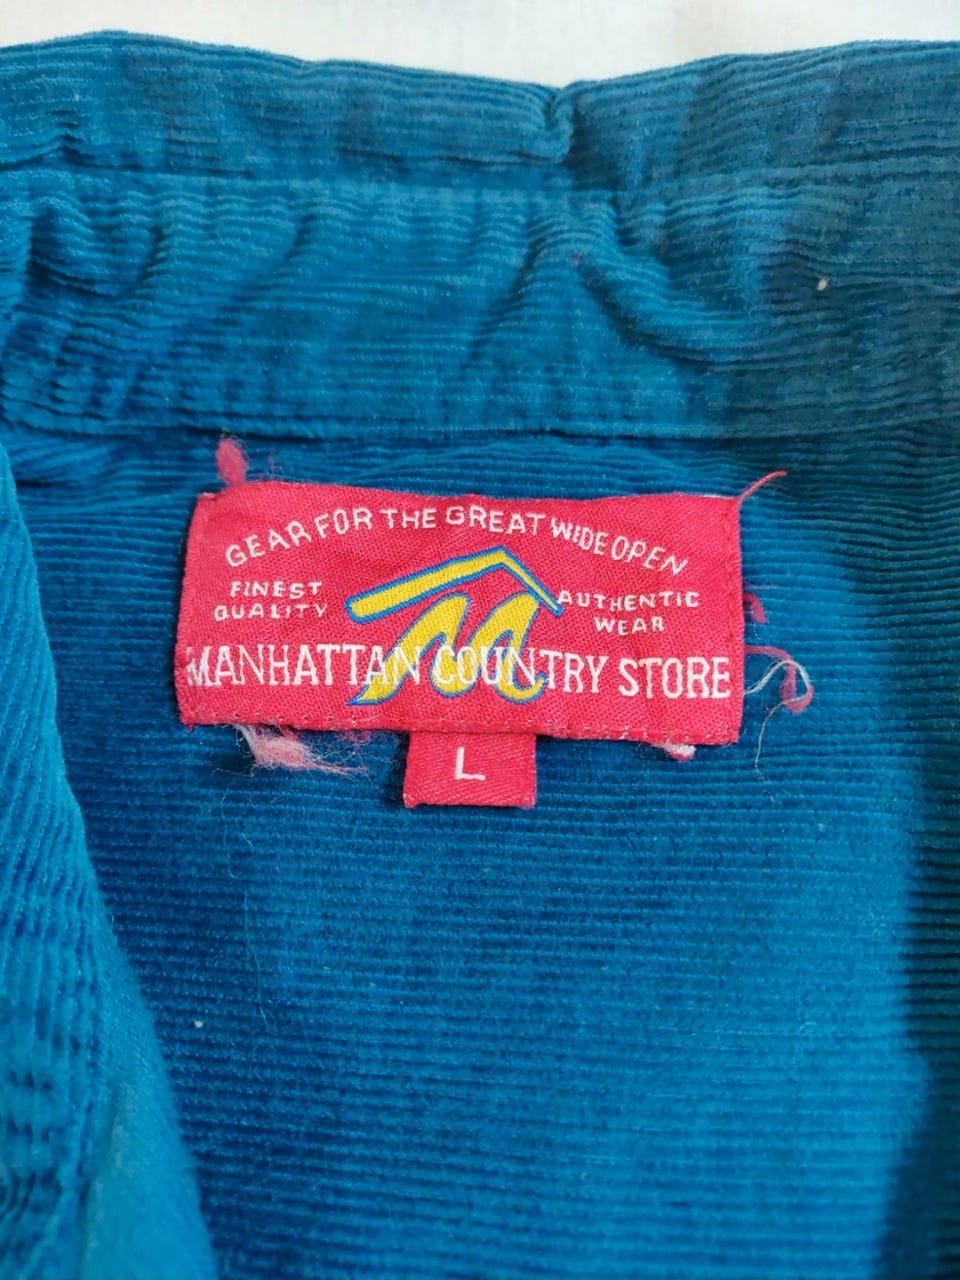 GEAR FOR THE GREAT WIDE OPEN
FINEST
QUALITY
AUTHENTIC
WEAR
M
MANHATTAN COUNTRY STORE
L